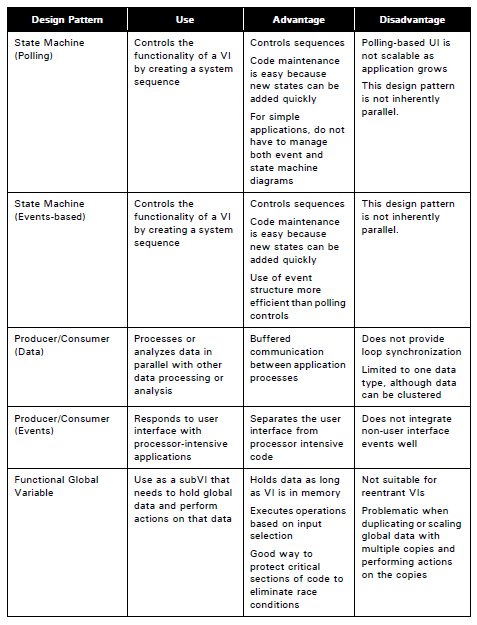 Design Pattern Use Advantage Disadvantage
State Machine
(Polling)
Controls the
functionality of a VI
by creating a system
sequence
Controls sequences
Code maintenance
is easy because
new states can be
added quickly
For simple
applications, do not
have to manage
both event and
state machine
diagrams
Polling-based UI is
not scalable as
application grows
This design pattern
is not inherently
parallel.
State Machine
(Events-based)
Controls the
functionality of a VI
by creating a system
sequence
Controls sequences
Code maintenance
is easy because
new states can be
added quickly
Use of event
structure more
efficient than polling
controls
This design pattern
is not inherently
parallel.
Producer/Consumer
(Data)
Processes or
analyzes data in
parallel with other
data processing or
analysis
Buffered
communication
between application
processes
Does not provide
loop synchronization
Limited to one data
type, although data
can be clustered
Producer/Consumer
(Events)
Responds to user
interface with
processor-intensive
applications
Separates the user
interface from
processor intensive
code
Does not integrate
non-user interface
events well
Functional Global
Variable
Use as a subVI that
needs to hold global
data and perform
actions on that data
Holds data as long
as VI is in memory
Executes operations
based on input
selection
Good way to
protect critical
sections of code to
eliminate race
conditions
Not suitable for
reentrant VIs
Problematic when
duplicating or scaling
global data with
multiple copies and
performing actions
on the copies